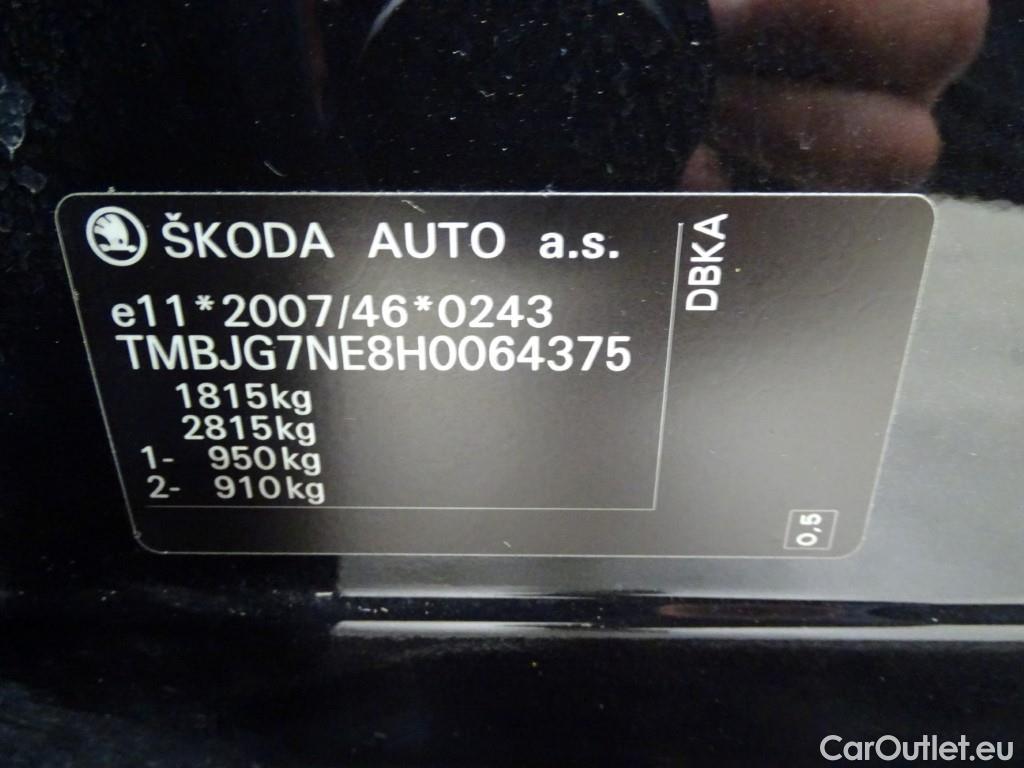 ŠKODA AUTO a.s.
e11*2007/46*0243
TMBJG7NE8H0064375
1815kg
2815kg
1- 950kg
2- 910kg
DBKA
0,5
CarOutlet.eu